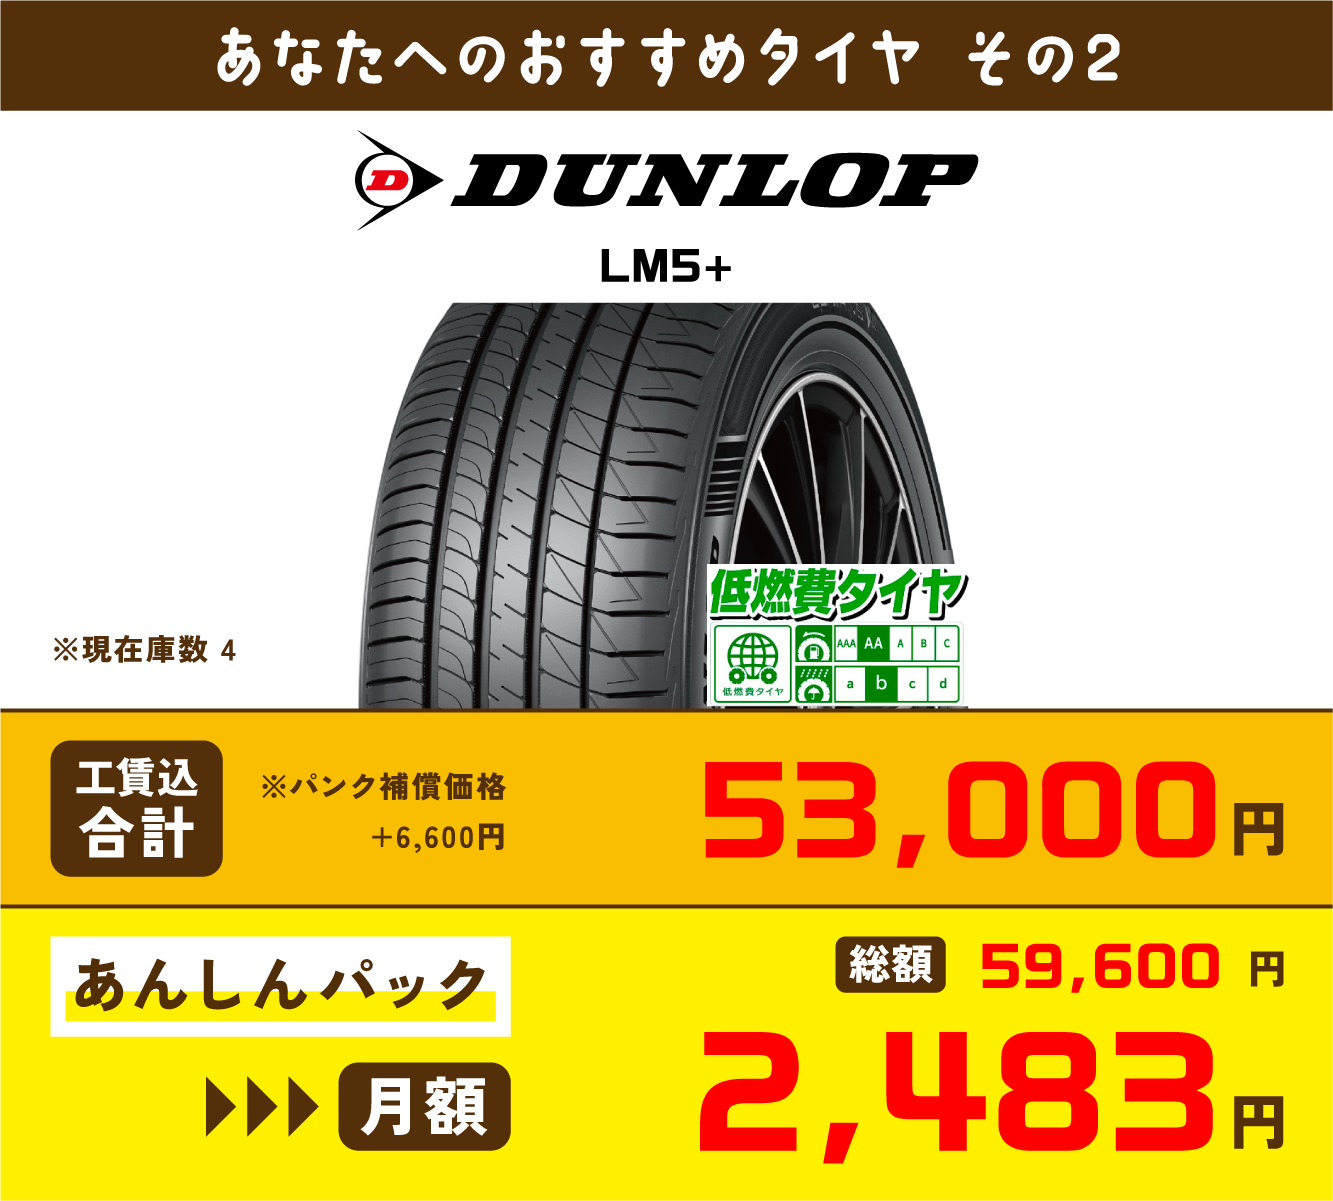 あなたへのおすすめタイヤ その2
D DUNLOP
LM5+
※現在庫数 4
低燃費タイヤ
AAA AA A B C
低燃費タイヤ
a b c d
工賃込
合計
※パンク補償価格
+6,600円
53,000円
あんしんパック
総額 59,600 円
月額
2,483円